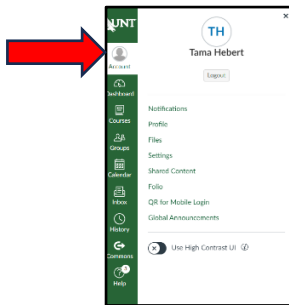 UNT
Account
Dashboard
Courses
Groups
Calendar
Inbox
History
Commons
Help
×
TH
Tama Hebert
Logout
Notifications
Profile
Files
Settings
Shared Content
Folio
QR for Mobile Login
Global Announcements
Use High Contrast UI